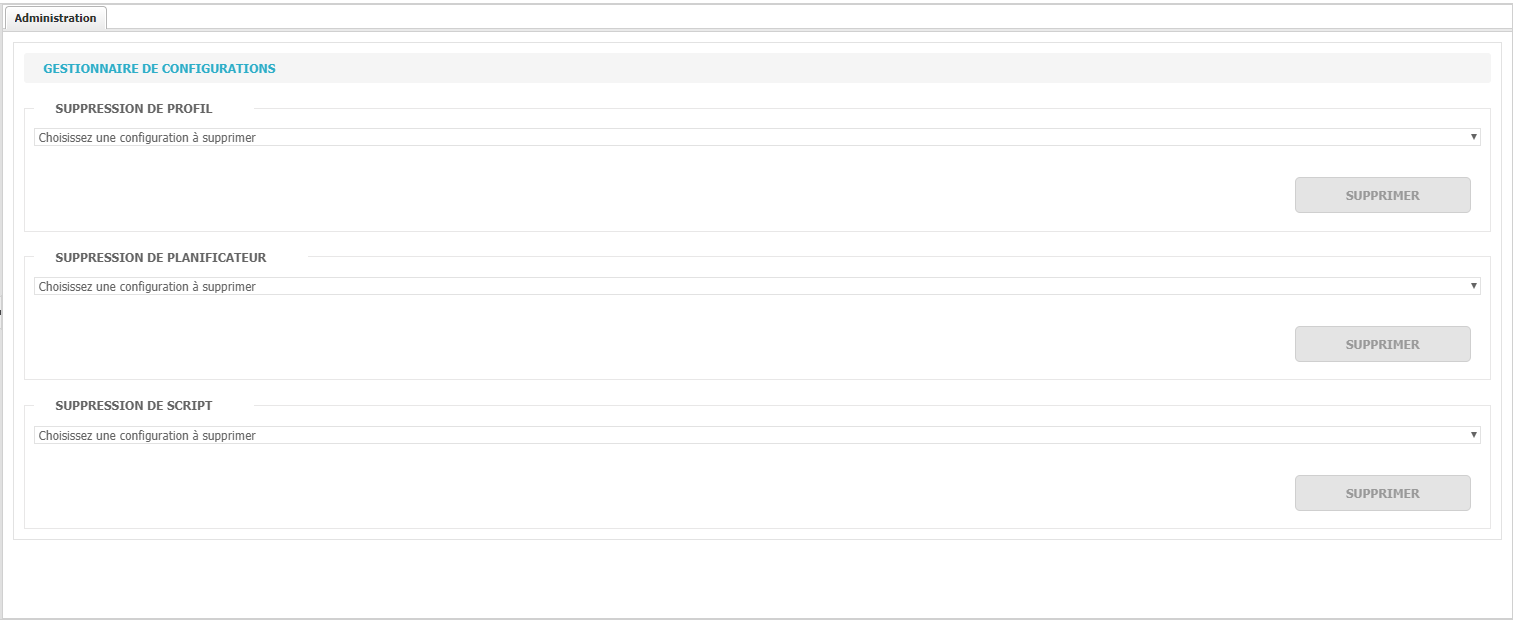 Administration
GESTIONNAIRE DE CONFIGURATIONS
SUPPRESSION DE PROFIL
Choisissez une configuration à supprimer
SUPPRIMER
SUPPRESSION DE PLANIFICATEUR
Choisissez une configuration à supprimer
SUPPRIMER
SUPPRESSION DE SCRIPT
Choisissez une configuration à supprimer
SUPPRIMER